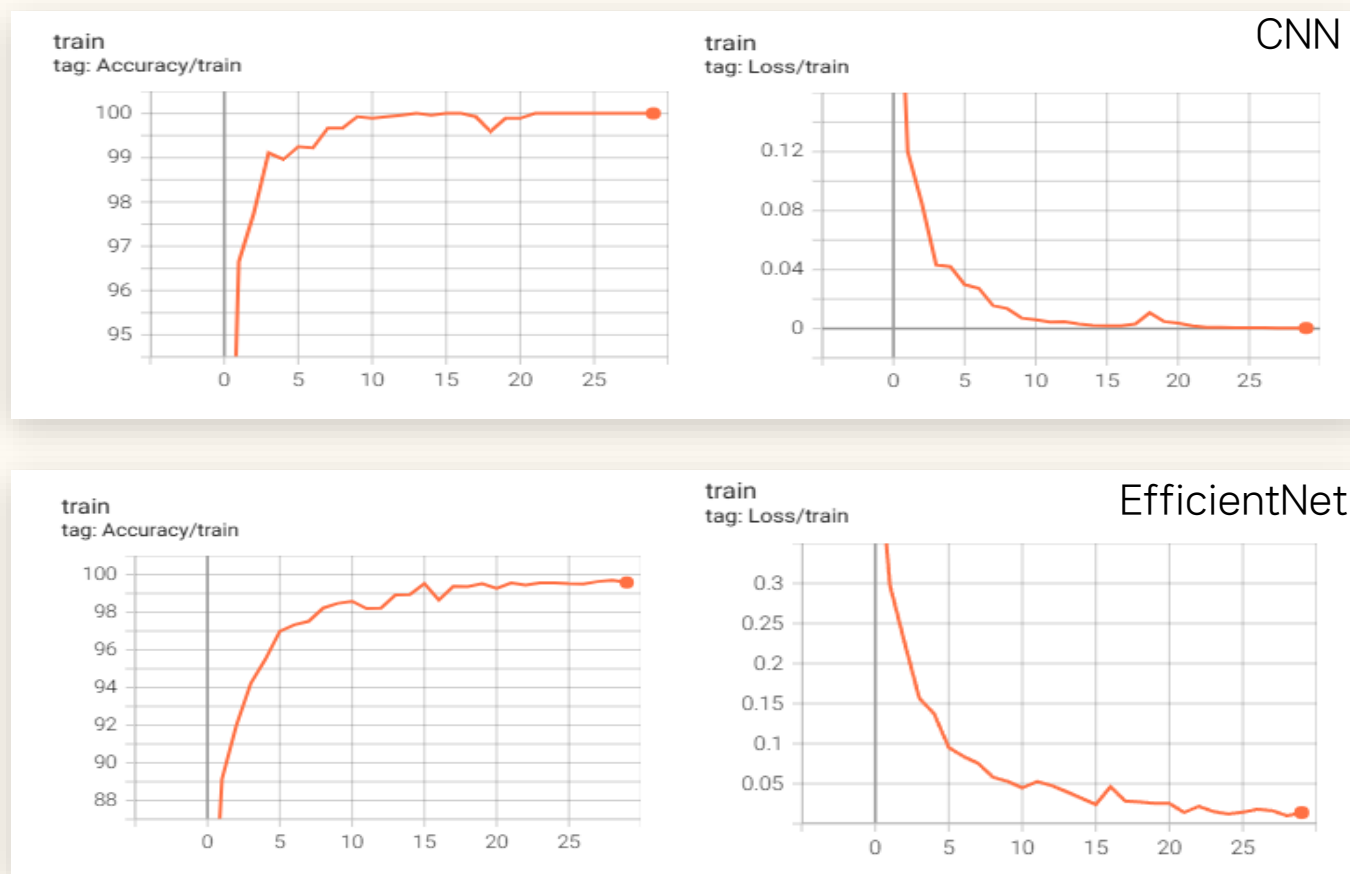 CNN
train
tag: Accuracy/train
100
99
98
97
96
95
0 5 10 15 20 25
train
tag: Loss/train
0.12
0.08
0.04
0
0 5 10 15 20 25
EfficientNet
train
tag: Accuracy/train
100
98
96
94
92
90
88
0 5 10 15 20 25
train
tag: Loss/train
0.3
0.25
0.2
0.15
0.1
0.05
0 5 10 15 20 25